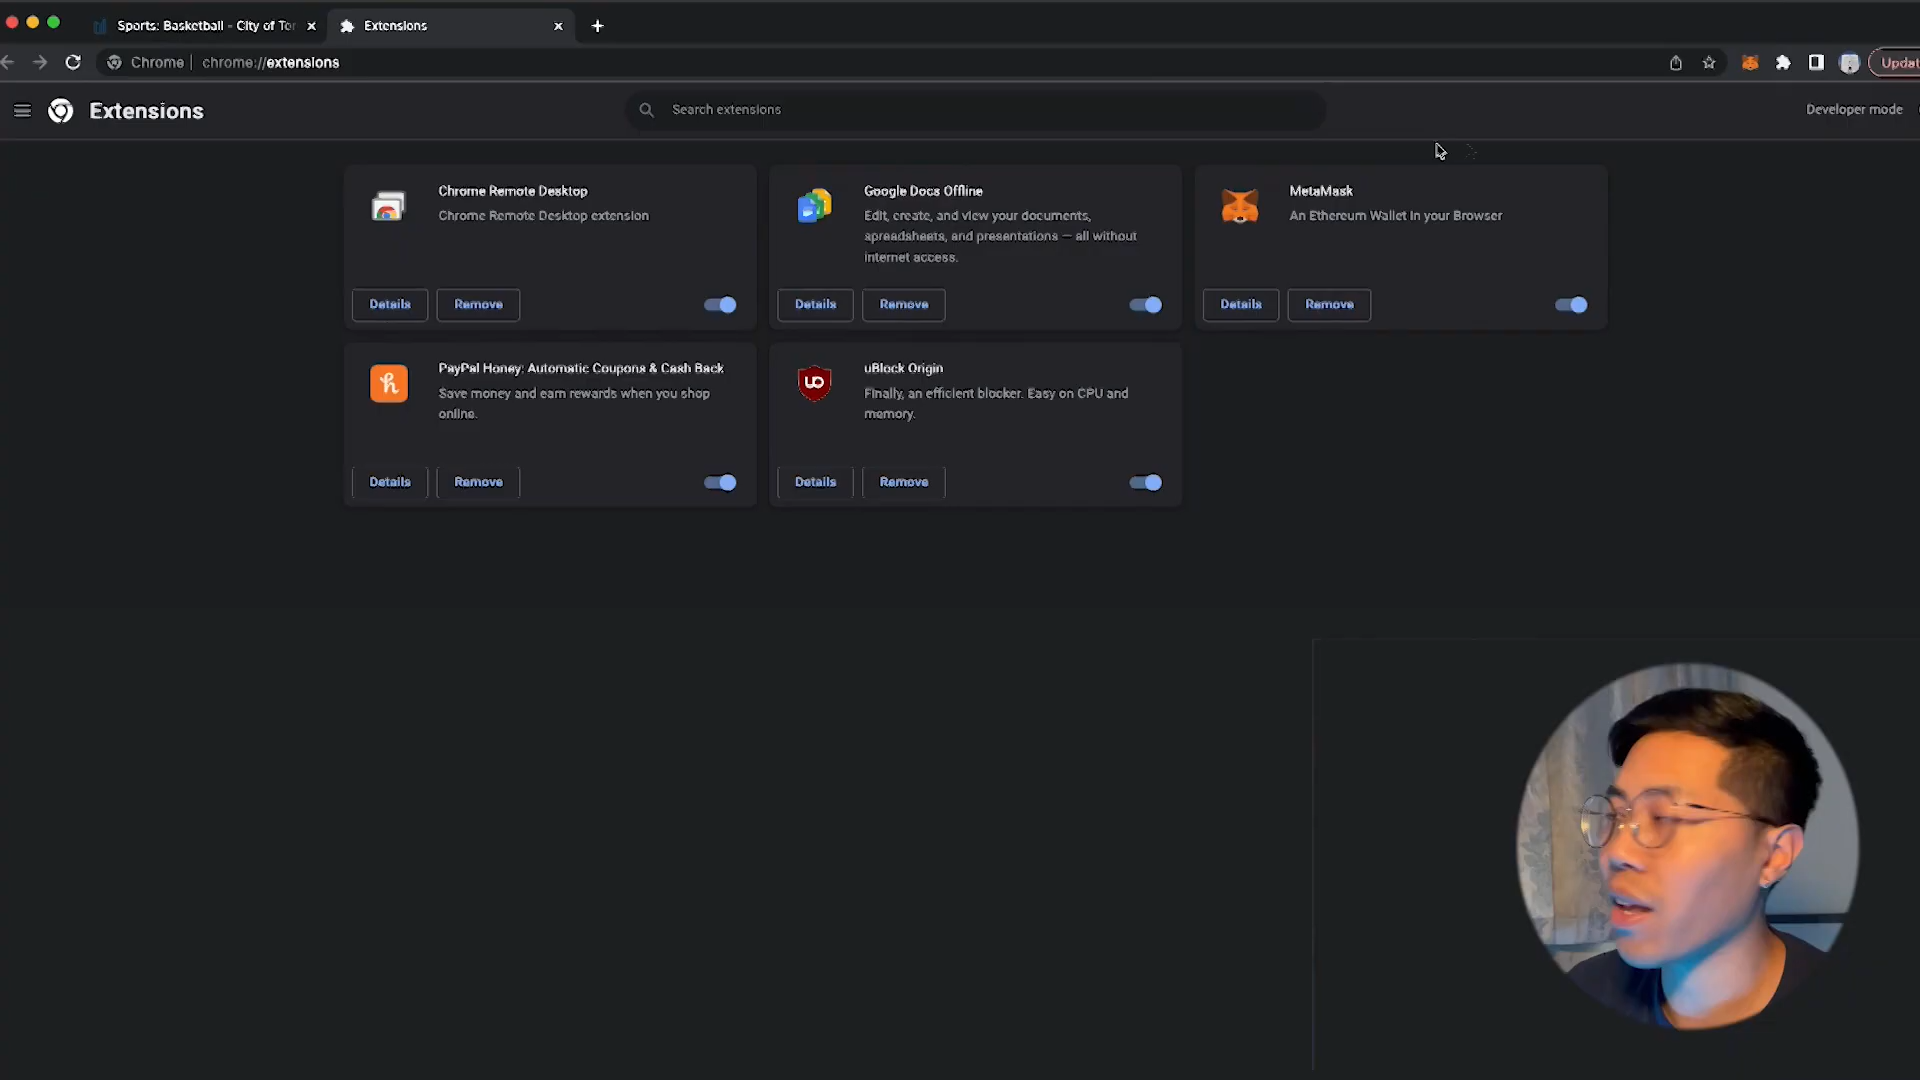 Sports: Basketball - City of Tor
Extensions
Chrome
chrome://extensions
Updat
Extensions
Search extensions
Developer mode
Chrome Remote Desktop
Chrome Remote Desktop extension
Details
Remove
Google Docs Offline
Edit, create, and view your documents,
spreadsheets, and presentations — all without
internet access.
Details
Remove
MetaMask
An Ethereum Wallet in your Browser
Details
Remove
PayPal Honey: Automatic Coupons & Cash Back
Save money and earn rewards when you shop
online.
Details
Remove
uBlock Origin
Finally, an efficient blocker. Easy on CPU and
memory.
Details
Remove